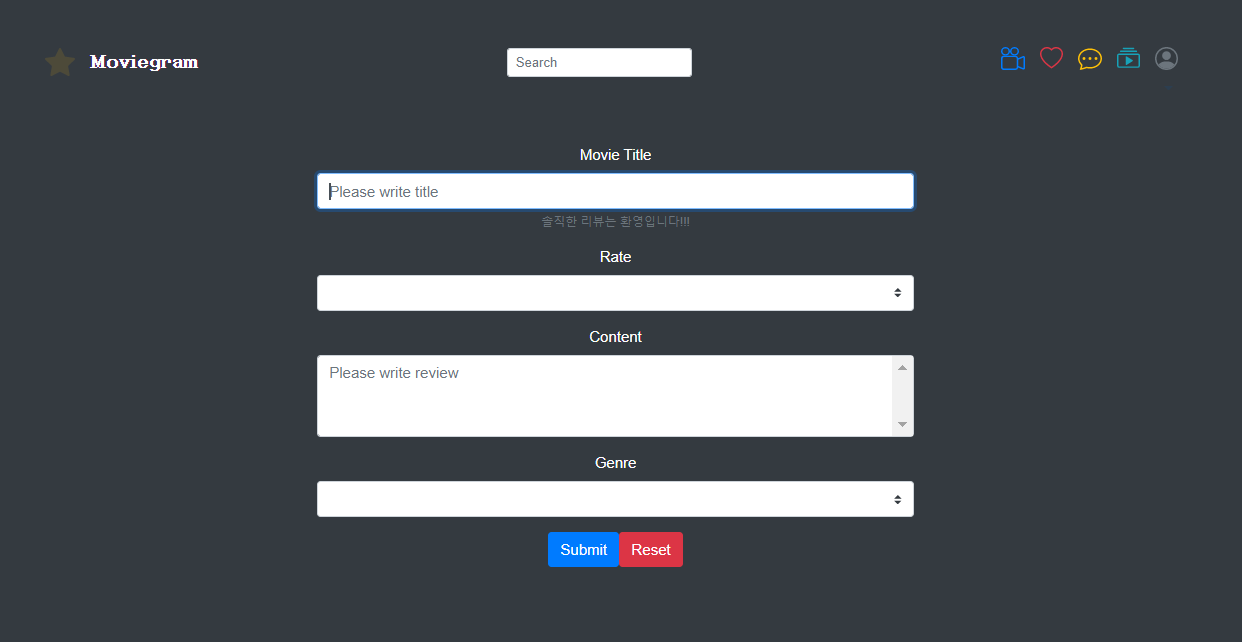 Moviegram
Search
Movie Title
Please write title
솔직한 리뷰는 환영입니다!!!
Rate
Content
Please write review
Genre
Submit Reset